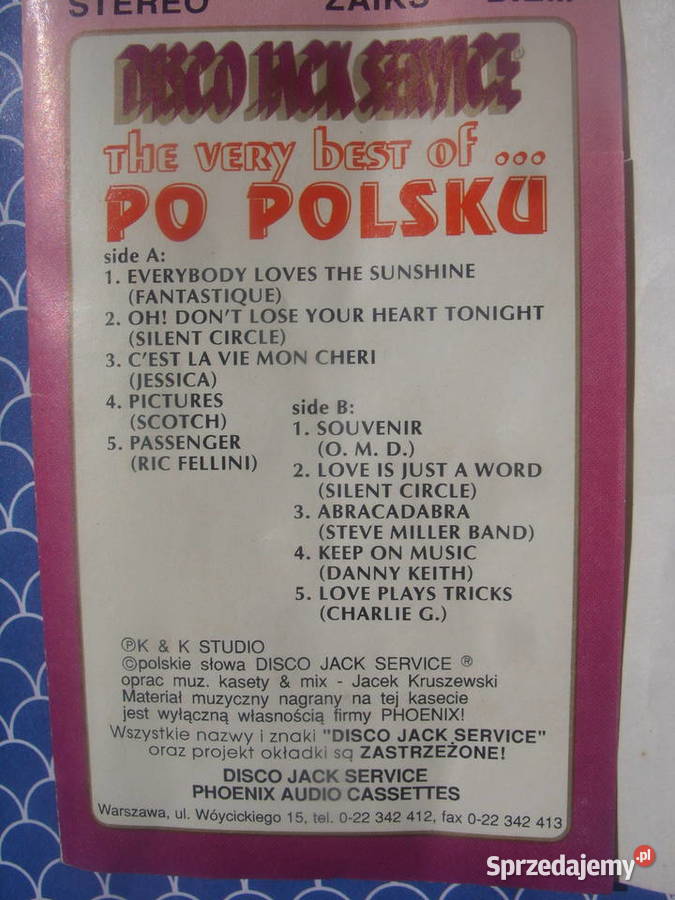 STEREO ZAIKS
DISCO JACK SERVICE®
the very best of ...
PO POLSKU
side A:
1. EVERYBODY LOVES THE SUNSHINE
(FANTASTIQUE)
2. OH! DON'T LOSE YOUR HEART TONIGHT
(SILENT CIRCLE)
3. C'EST LA VIE MON CHERI
(JESSICA)
4. PICTURES
(SCOTCH)
5. PASSENGER
(RIC FELLINI)
side B:
1. SOUVENIR
(O. M. D.)
2. LOVE IS JUST A WORD
(SILENT CIRCLE)
3. ABRACADABRA
(STEVE MILLER BAND)
4. KEEP ON MUSIC
(DANNY KEITH)
5. LOVE PLAYS TRICKS
(CHARLIE G.)
℗K & K STUDIO
©polskie słowa DISCO JACK SERVICE ®
oprac muz. kasety & mix - Jacek Kruszewski
Materiał muzyczny nagrany na tej kasecie
jest wyłączną własnością firmy PHOENIX!
Wszystkie nazwy i znaki "DISCO JACK SERVICE"
oraz projekt okładki są ZASTRZEŻONE!
DISCO JACK SERVICE
PHOENIX AUDIO CASSETTES
Warszawa, ul. Wóycickiego 15, tel. 0-22 342 412, fax 0-22 342 413
Sprzedajemy.pl